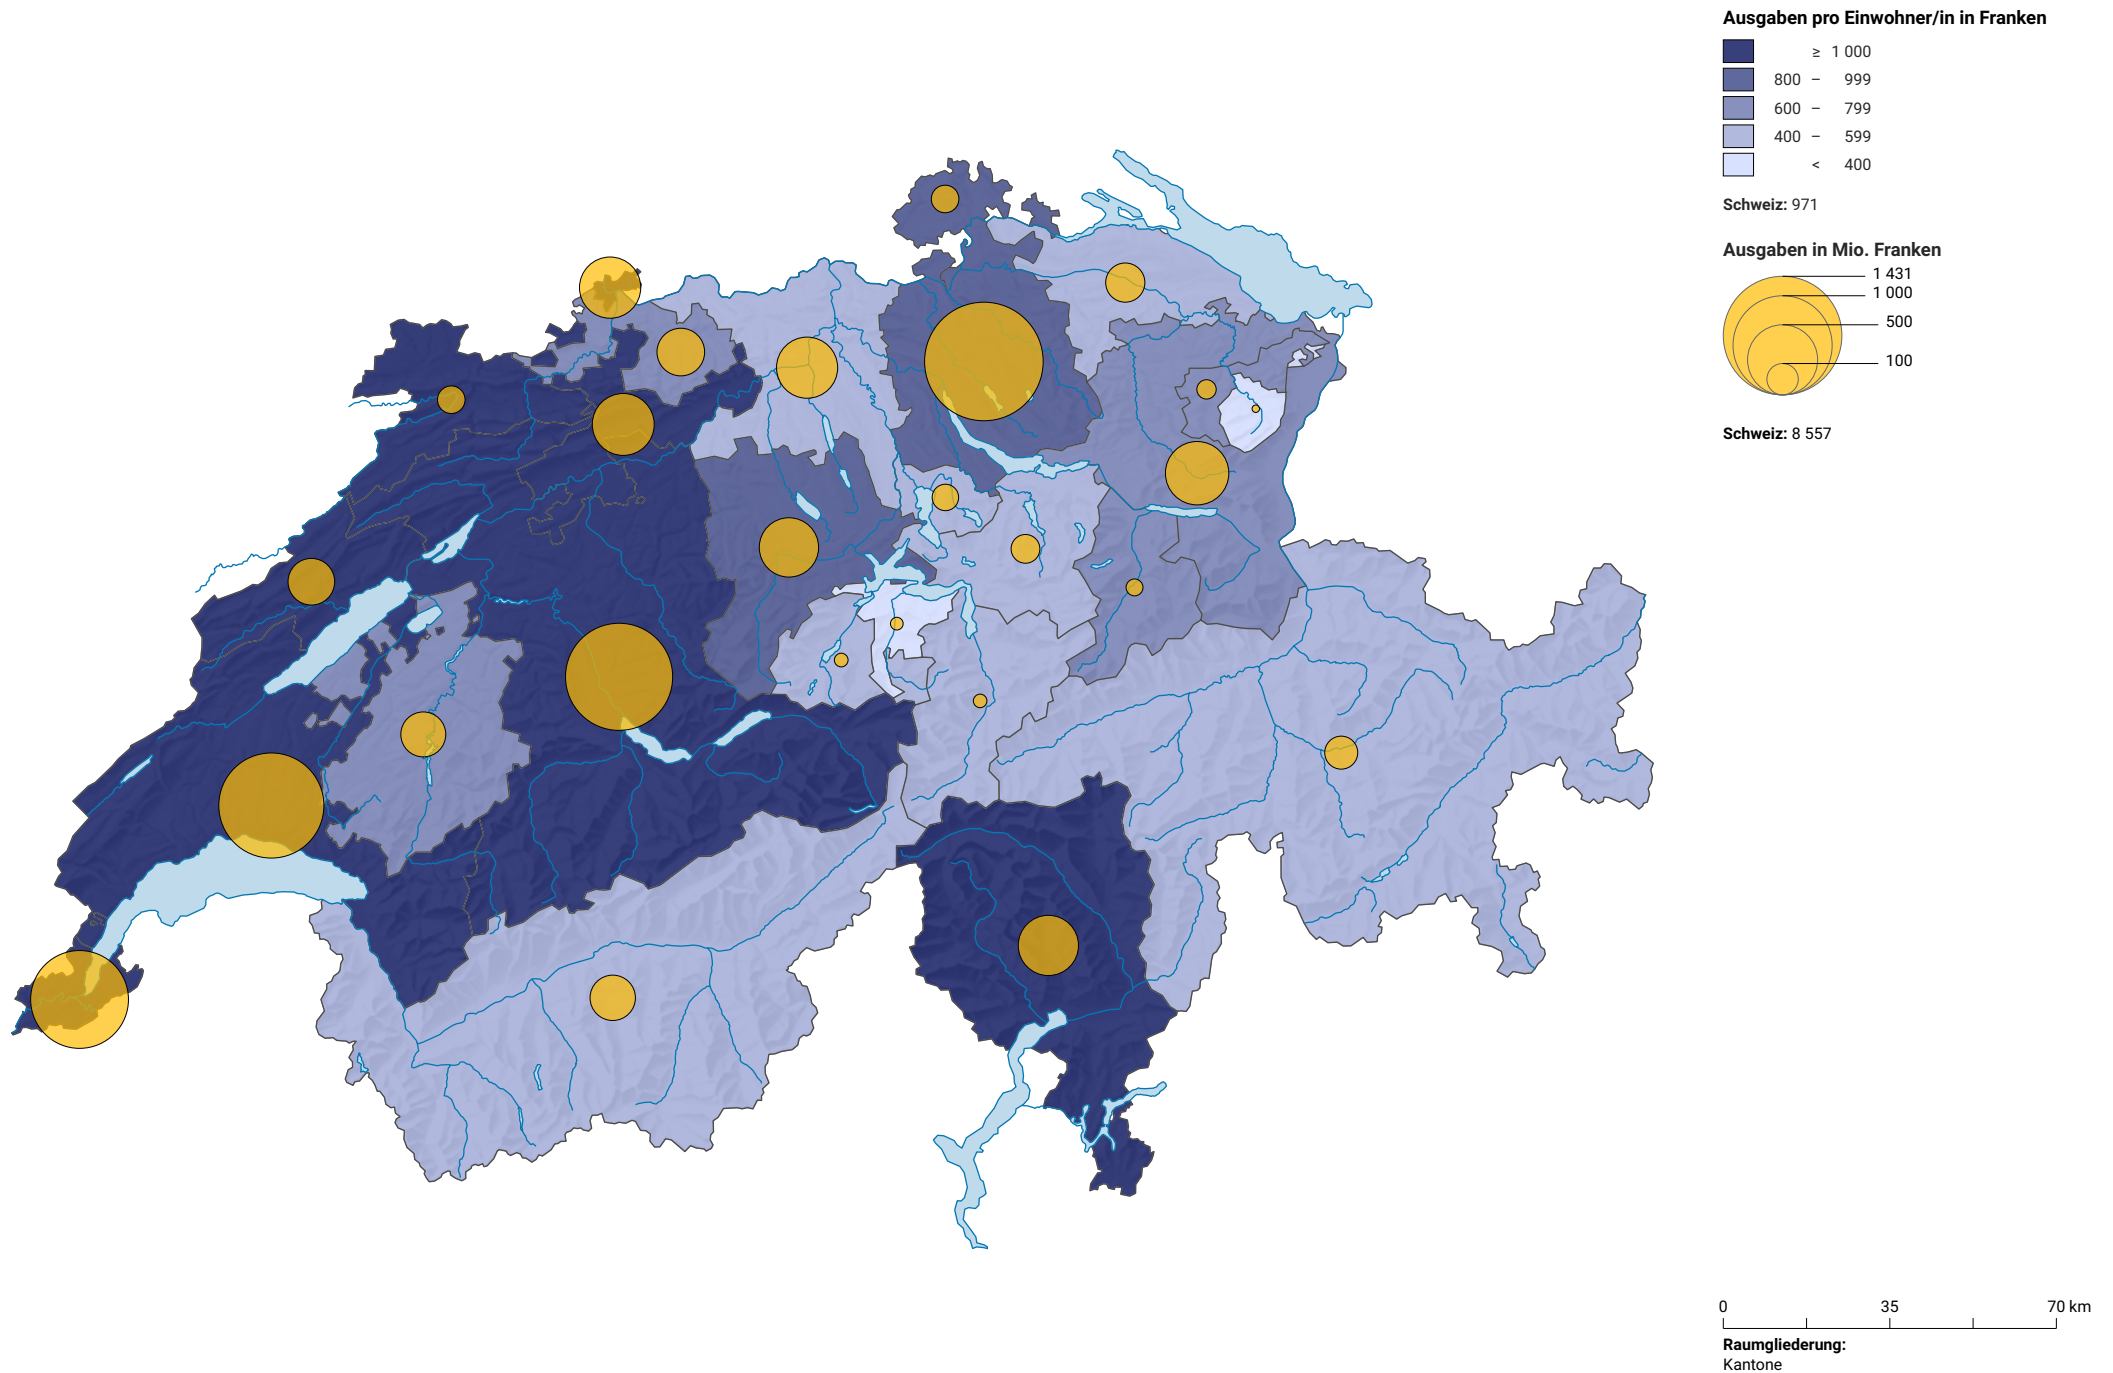 Ausgaben pro Einwohner/in in Franken
≥ 1 000
800 – 999
600 – 799
400 – 599
< 400
Schweiz: 971
Ausgaben in Mio. Franken
1 431
1 000
500
100
Schweiz: 8 557
0 35 70 km
Raumgliederung:
Kantone